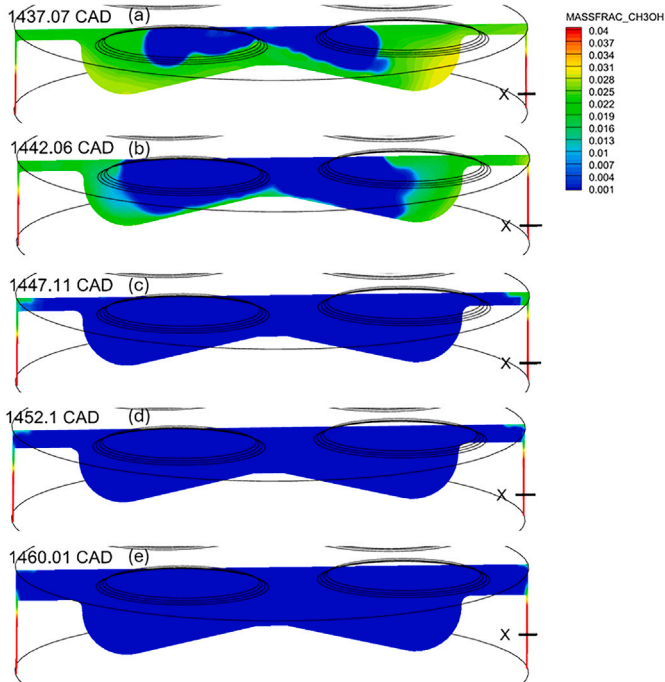 1437.07 CAD (a)
MASSFRAC_CH3OH
0.04
0.037
0.034
0.031
0.028
0.025
0.022
0.019
0.016
0.013
0.01
0.007
0.004
0.001
X
1442.06 CAD (b)
X
1447.11 CAD (c)
X
1452.1 CAD (d)
X
1460.01 CAD (e)
X